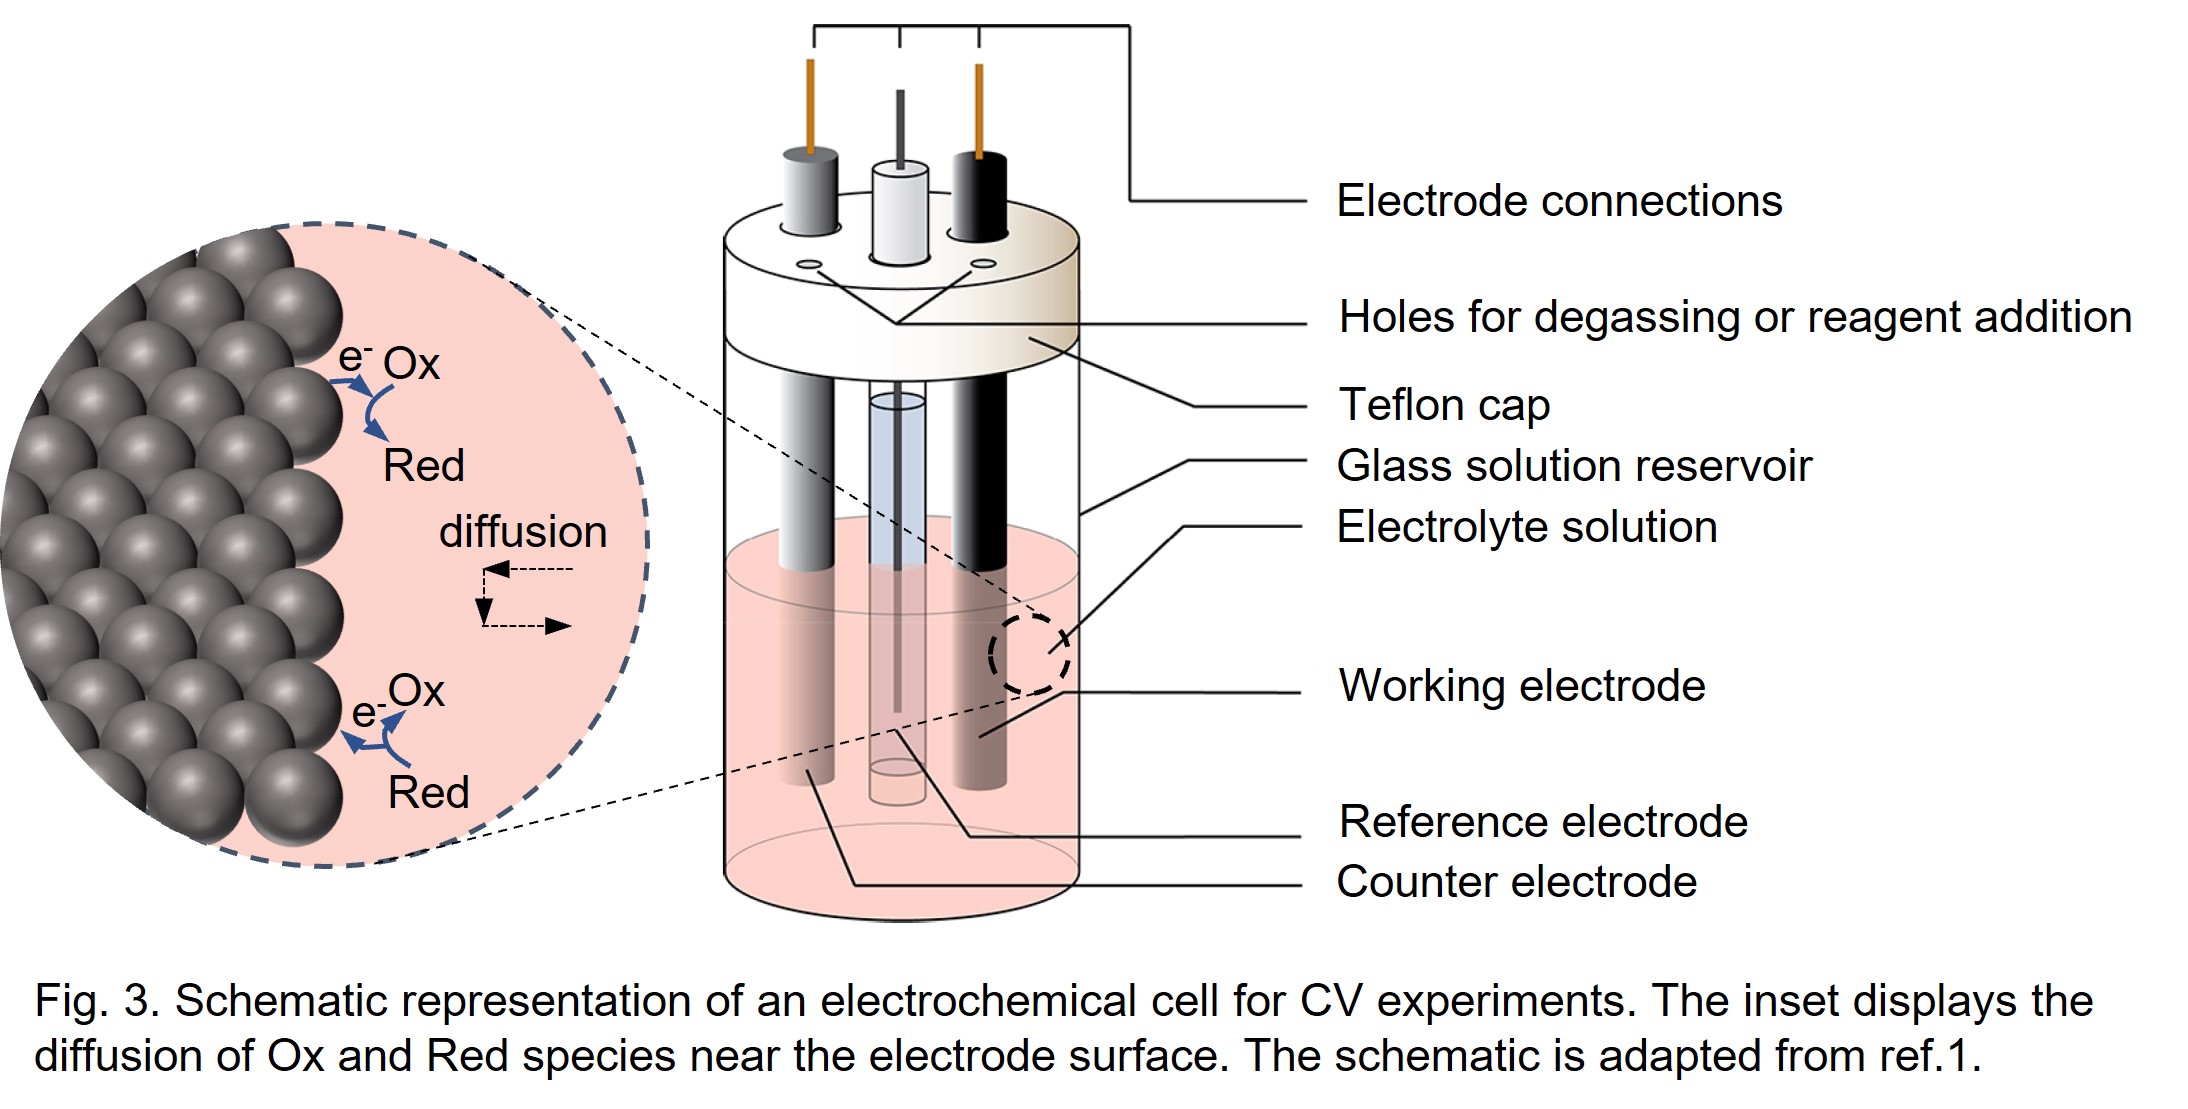 Electrode connections
Holes for degassing or reagent addition
Teflon cap
Glass solution reservoir
Electrolyte solution
Working electrode
Reference electrode
Counter electrode
e- Ox
Red
diffusion
e- Ox
Red
Fig. 3. Schematic representation of an electrochemical cell for CV experiments. The inset displays the
diffusion of Ox and Red species near the electrode surface. The schematic is adapted from ref.1.